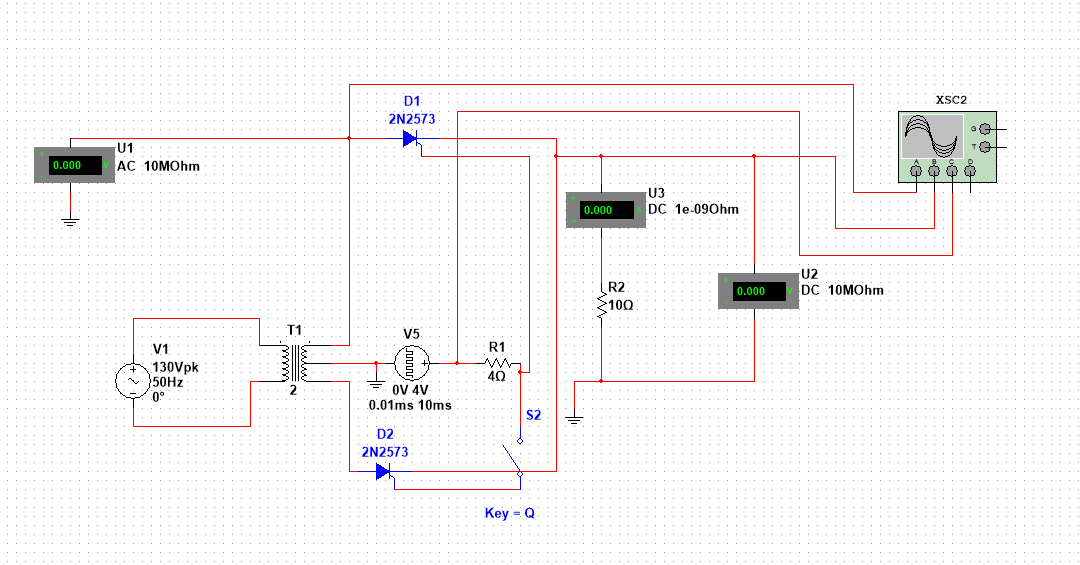 XSC2
D1
2N2573
G
T
A B C D
U1
0.000 V
AC 10MOhm
U3
0.000 A
DC 1e-09Ohm
U2
0.000 V
DC 10MOhm
R2
10Ω
T1
2
V5
0V 4V
0.01ms 10ms
R1
4Ω
V1
130Vpk
50Hz
0°
S2
D2
2N2573
Key = Q